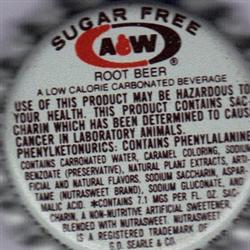 SUGAR FREE
A&W
®
ROOT BEER
A LOW CALORIE CARBONATED BEVERAGE
USE OF THIS PRODUCT MAY BE HAZARDOUS TO
YOUR HEALTH. THIS PRODUCT CONTAINS SAC-
CHARIN WHICH HAS BEEN DETERMINED TO CAUSE
CANCER IN LABORATORY ANIMALS.
PHENYLKETONURICS: CONTAINS PHENYLALANINE
CONTAINS CARBONATED WATER, CARAMEL COLORING, SODIUM
BENZOATE (PRESERVATIVE), NATURAL PLANT EXTRACTS, ARTI-
FICIAL AND NATURAL FLAVORS, SODIUM SACCHARIN, ASPAR-
TAME (NUTRASWEET BRAND), SODIUM GLUCONATE, AND
MALIC ACID. *CONTAINS 7.1 MGS PER FL. OZ. SAC-
CHARIN, A NON-NUTRITIVE ARTIFICIAL SWEETENER,
BLENDED WITH NUTRASWEET. NUTRASWEET
IS A REGISTERED TRADEMARK OF
G.D. SEARLE & CO.